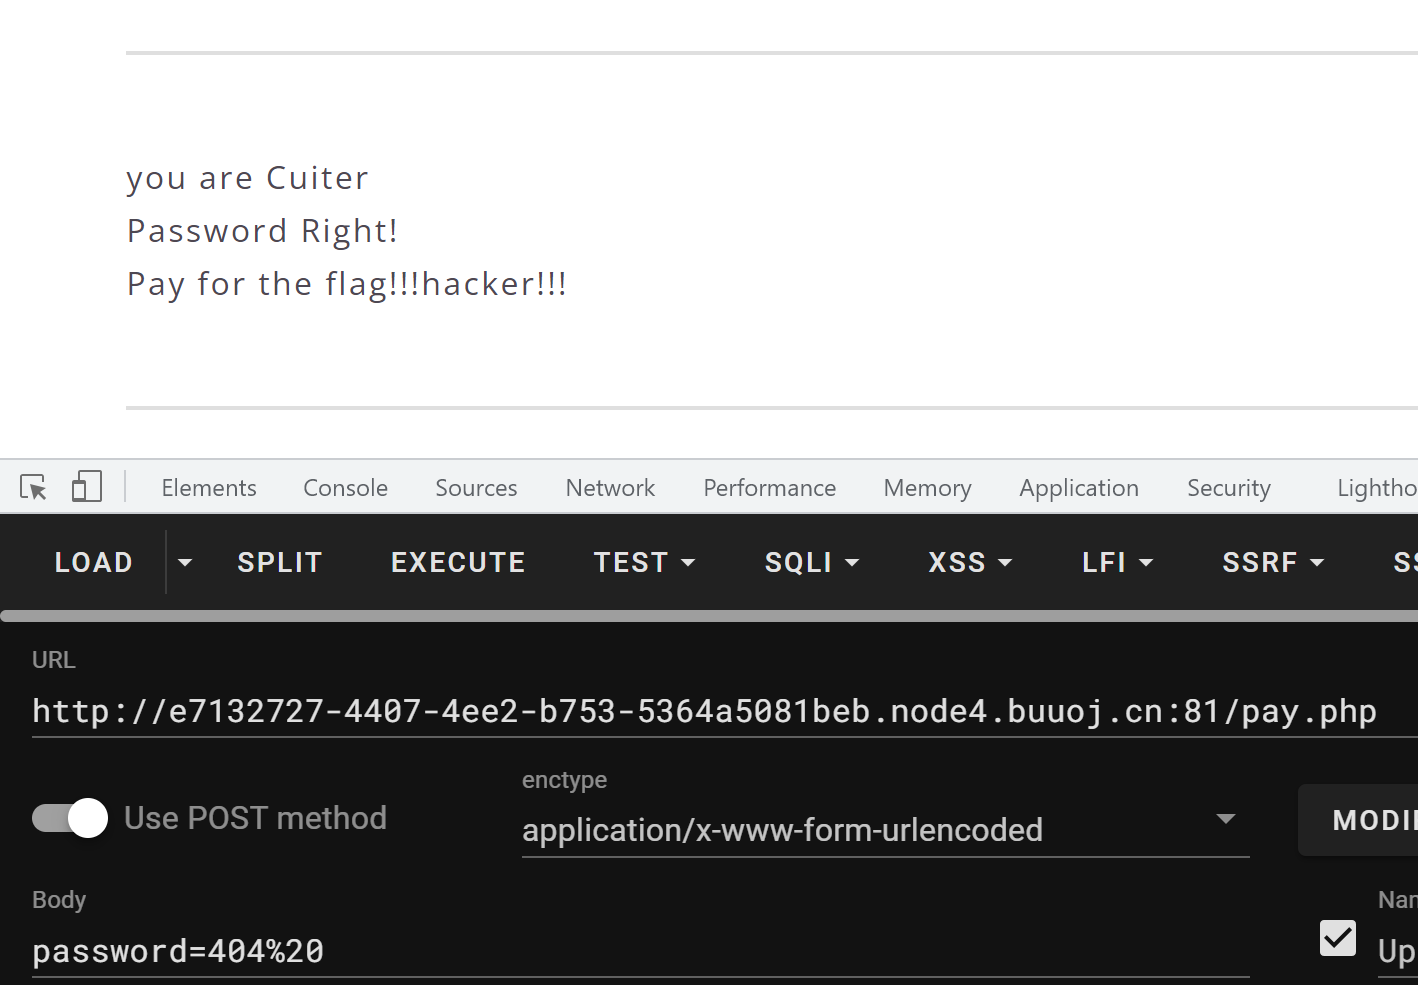 you are Cuiter
Password Right!
Pay for the flag!!!hacker!!!
Elements Console Sources Network Performance Memory Application Security Lightho
LOAD SPLIT EXECUTE TEST SQLI XSS LFI SSRF SS
URL
http://e7132727-4407-4ee2-b753-5364a5081beb.node4.buuoj.cn:81/pay.php
enctype
Use POST method
application/x-www-form-urlencoded
MODI
Body
Nam
password=404%20
Up